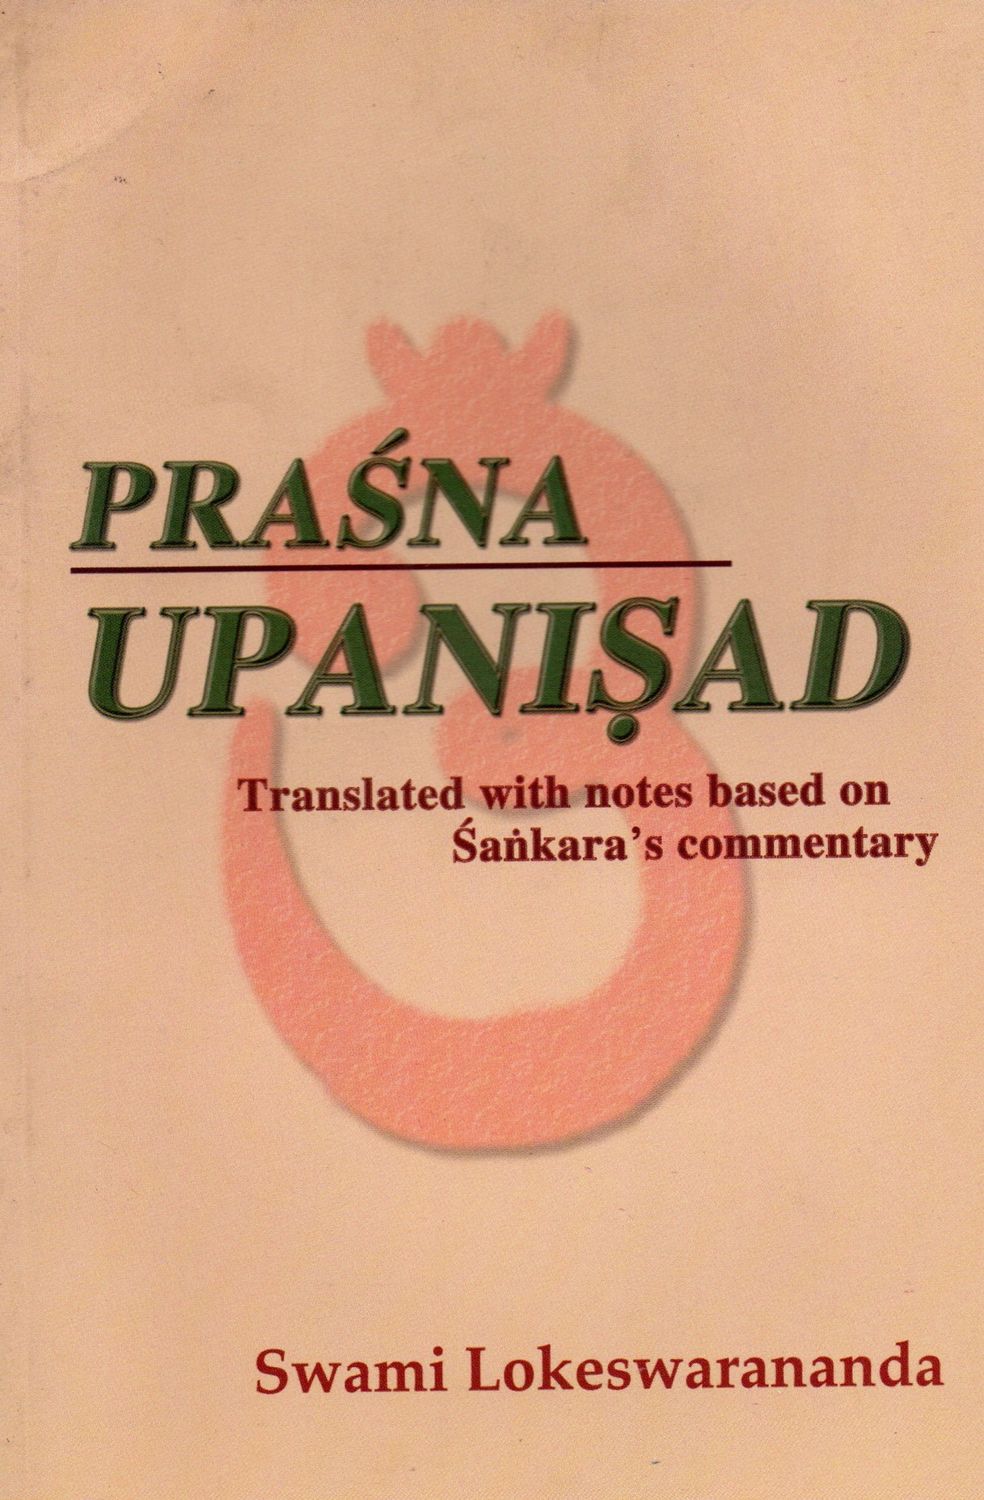 PRAŚNA
UPANIṢAD
Translated with notes based on
Śaṅkara's commentary
Swami Lokeswarananda